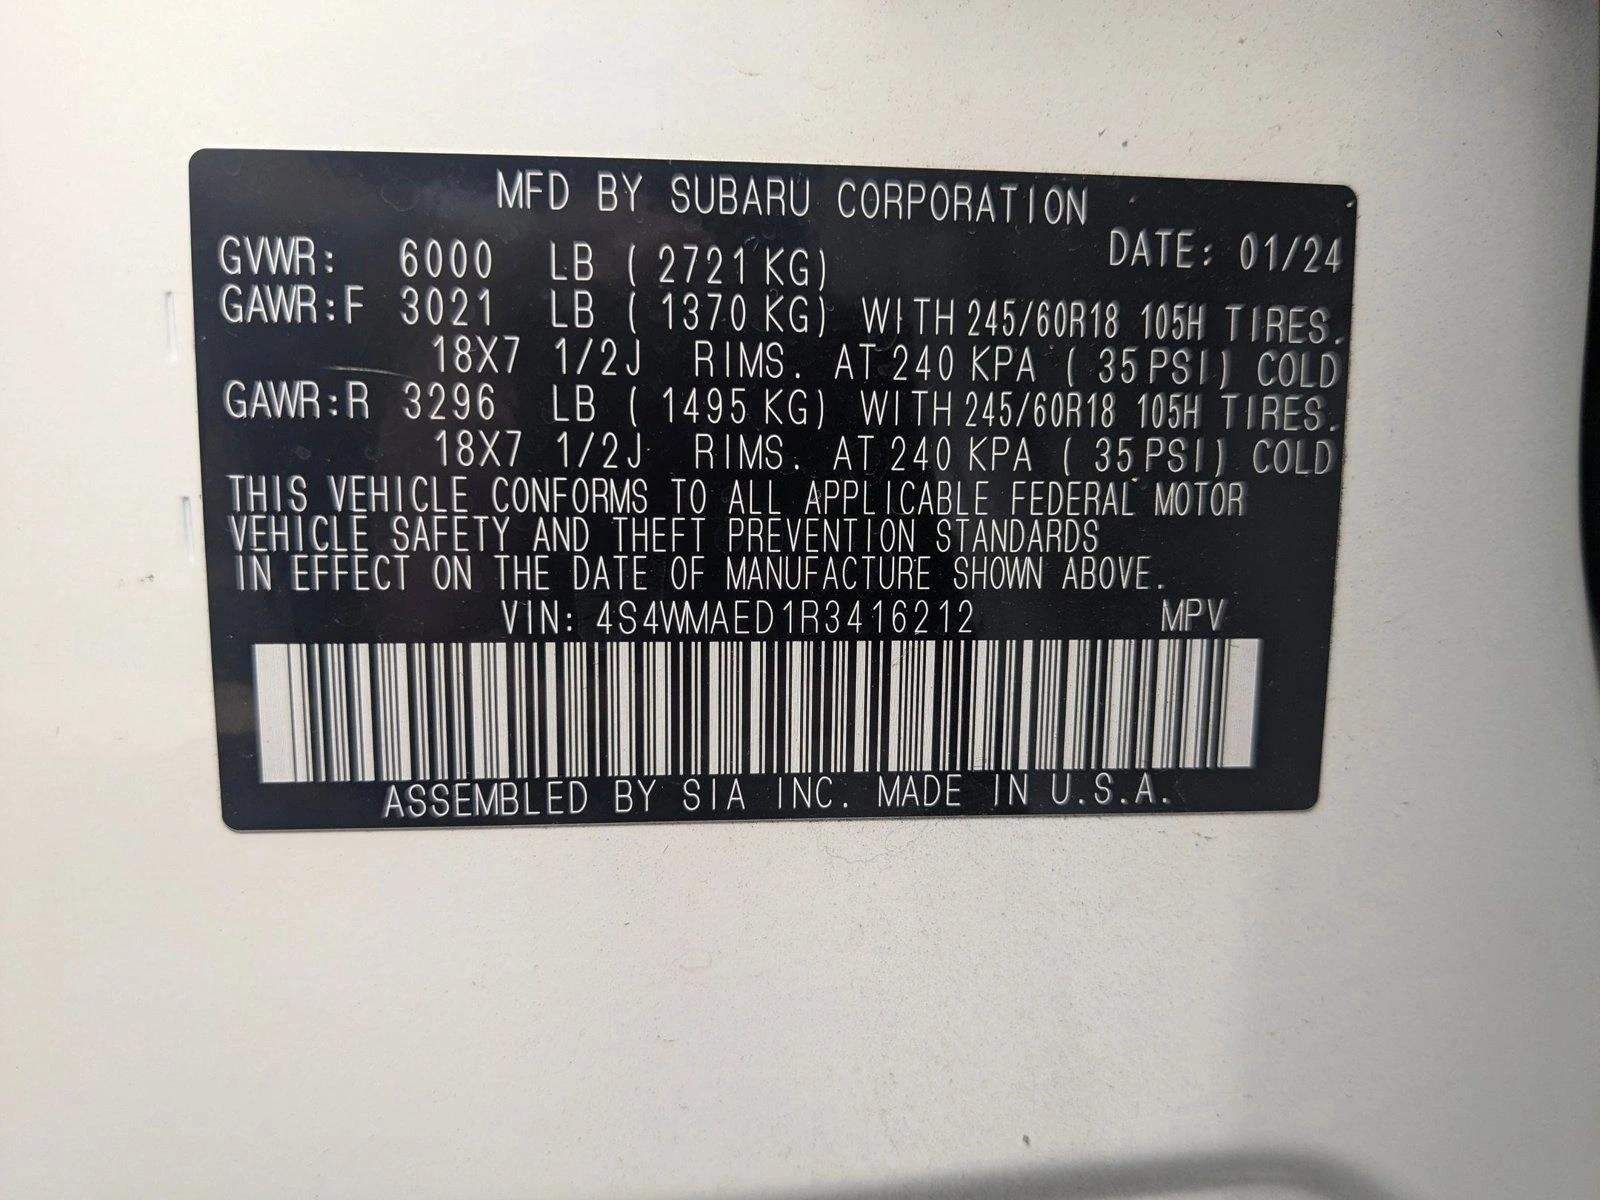 MFD BY SUBARU CORPORATION
GVWR: 6000 LB ( 2721 KG) DATE: 01/24
GAWR:F 3021 LB ( 1370 KG) WITH 245/60R18 105H TIRES.
18X7 1/2J RIMS. AT 240 KPA ( 35 PSI) COLD
GAWR:R 3296 LB ( 1495 KG) WITH 245/60R18 105H TIRES.
18X7 1/2J RIMS. AT 240 KPA ( 35 PSI) COLD
THIS VEHICLE CONFORMS TO ALL APPLICABLE FEDERAL MOTOR
VEHICLE SAFETY AND THEFT PREVENTION STANDARDS
IN EFFECT ON THE DATE OF MANUFACTURE SHOWN ABOVE.
VIN: 4S4WMAED1R3416212 MPV
ASSEMBLED BY SIA INC. MADE IN U.S.A.